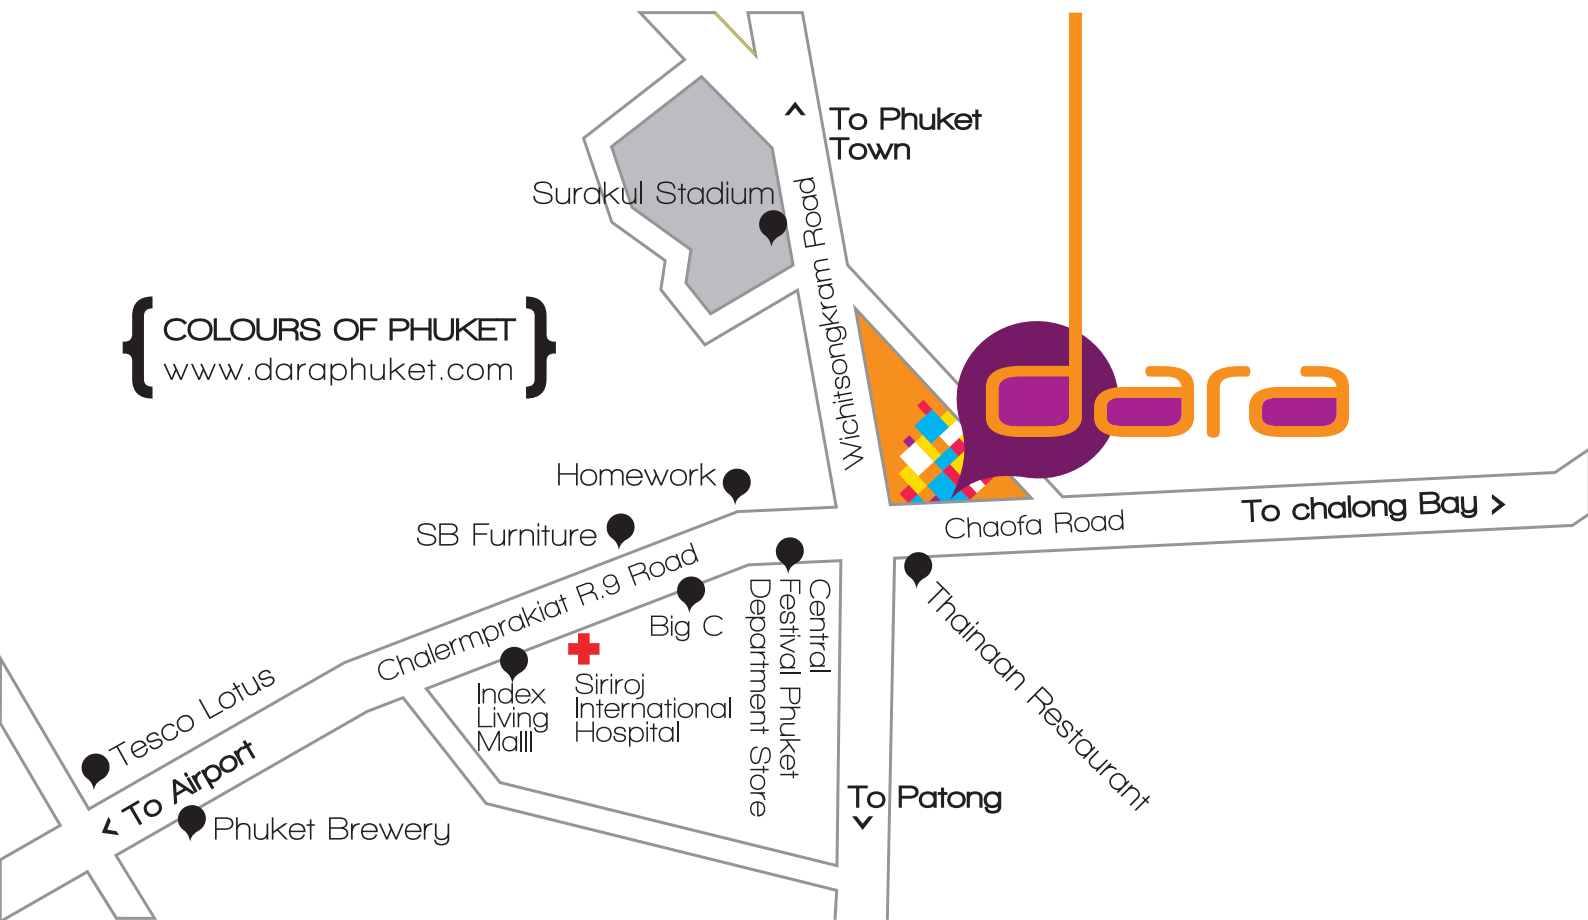 To Phuket
Town
Surakul Stadium
Wichitsongkram Road
{ COLOURS OF PHUKET }
www.daraphuket.com
dara
Homework
SB Furniture
To chalong Bay >
Chaofa Road
Chalermprakiat R.9 Road
Big C
Central
Festival Phuket
Department Store
Thainaan Restaurant
Index
Living
Malll
Siriroj
International
Hospital
Tesco Lotus
< To Airport
Phuket Brewery
To Patong